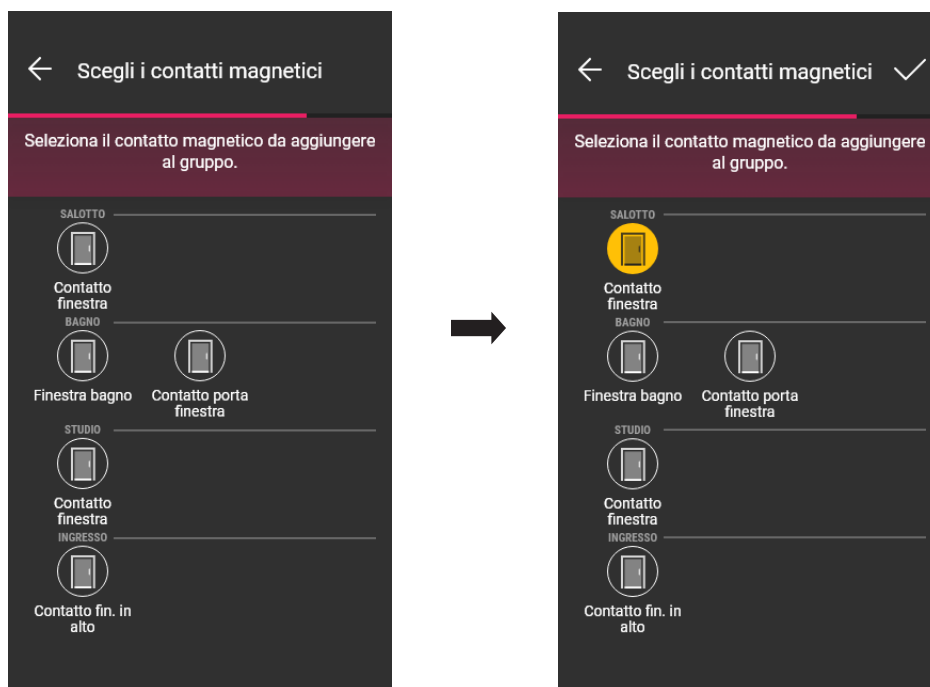 Scegli i contatti magnetici
Seleziona il contatto magnetico da aggiungere
al gruppo.
SALOTTO
Contatto
finestra
BAGNO
Finestra bagno
Contatto porta
finestra
STUDIO
Contatto
finestra
INGRESSO
Contatto fin. in
alto
Scegli i contatti magnetici
Seleziona il contatto magnetico da aggiungere
al gruppo.
SALOTTO
Contatto
finestra
BAGNO
Finestra bagno
Contatto porta
finestra
STUDIO
Contatto
finestra
INGRESSO
Contatto fin. in
alto